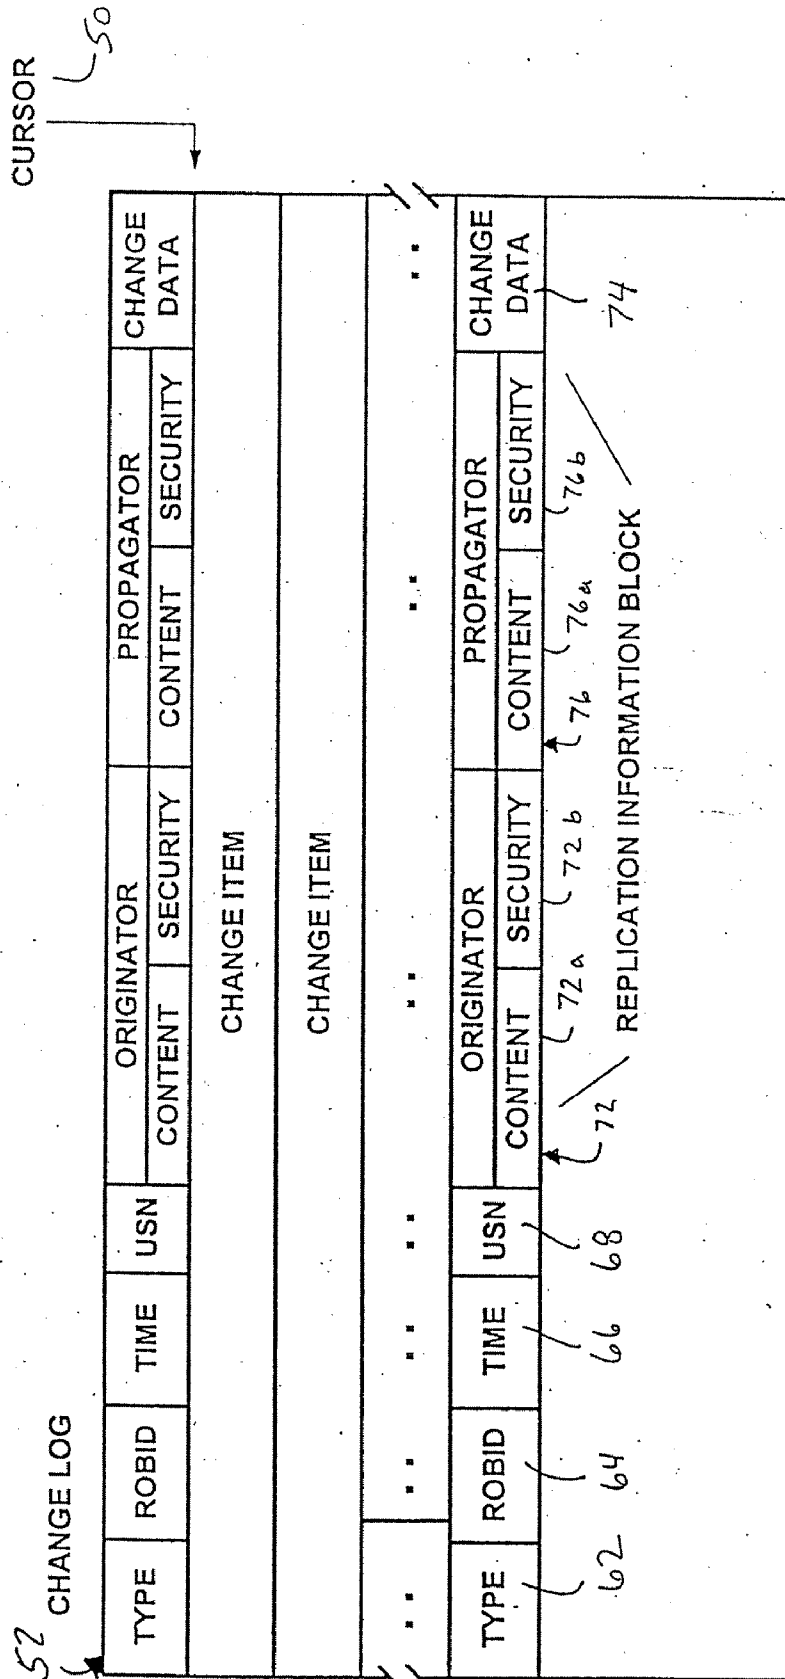 CURSOR
50
52
CHANGE LOG
TYPE ROBID TIME USN ORIGINATOR PROPAGATOR CHANGE DATA
CONTENT SECURITY CONTENT SECURITY
CHANGE ITEM
CHANGE ITEM
TYPE ROBID TIME USN ORIGINATOR PROPAGATOR CHANGE DATA
CONTENT SECURITY CONTENT SECURITY
62 64 66 68 72 72a 72b 76 76a 76b 74
REPLICATION INFORMATION BLOCK